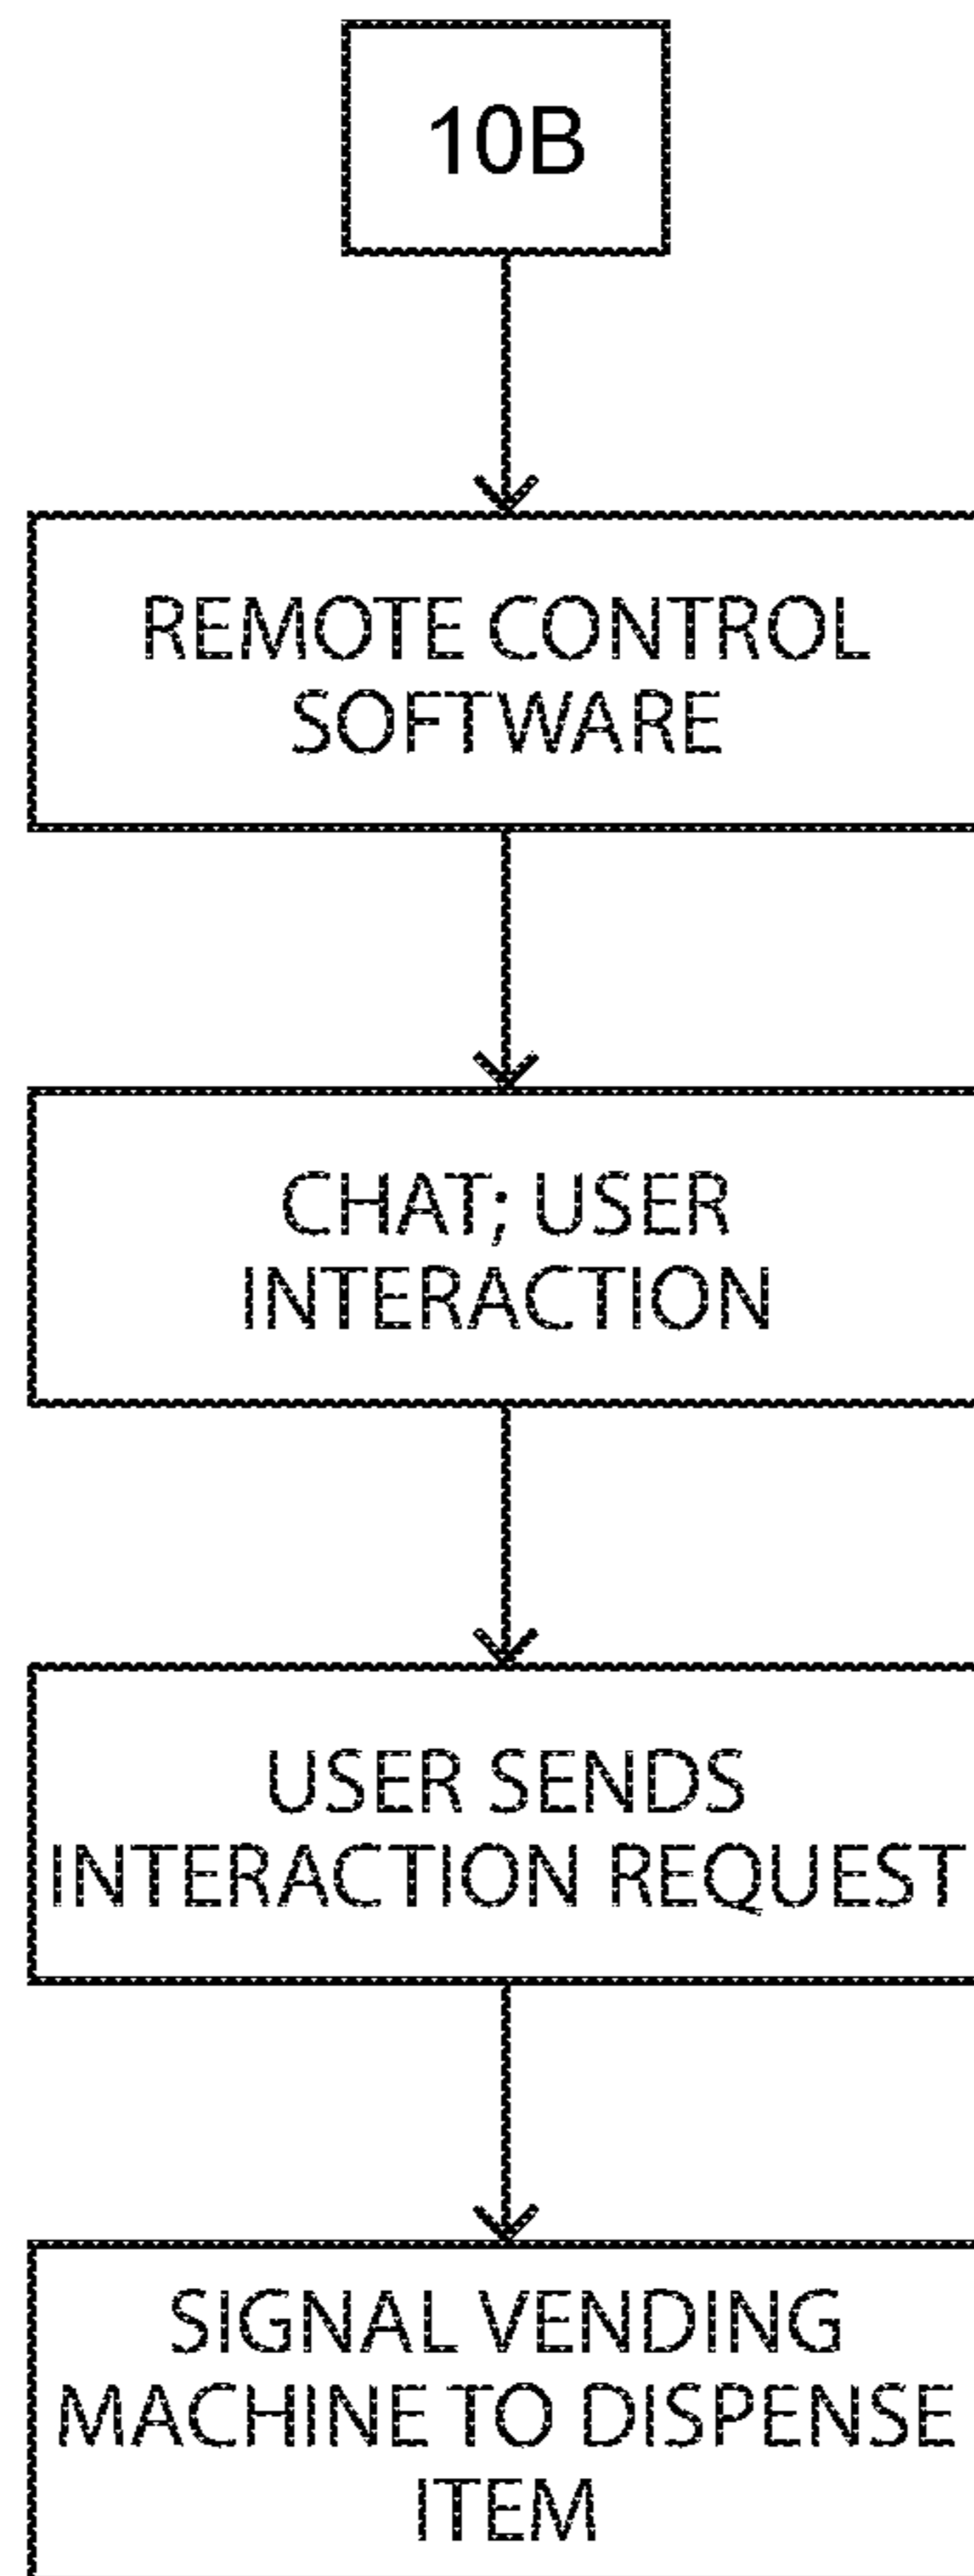 10B
REMOTE CONTROL
SOFTWARE
CHAT; USER
INTERACTION
USER SENDS
INTERACTION REQUEST
SIGNAL VENDING
MACHINE TO DISPENSE
ITEM